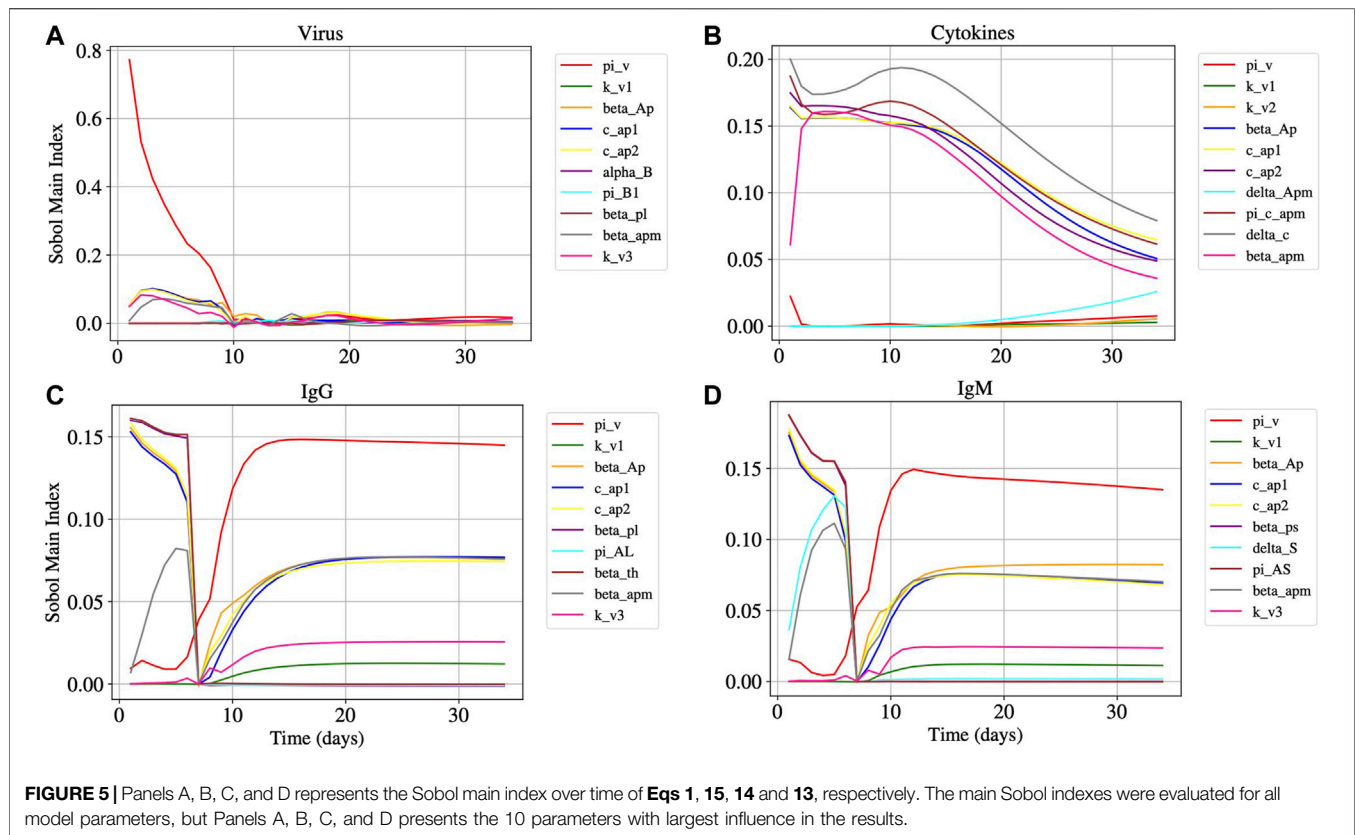 A
Virus
Sobol Main Index
0.8
0.6
0.4
0.2
0.0
0
10
20
30
pi_v
k_v1
beta_Ap
c_ap1
c_ap2
alpha_B
pi_B1
beta_pl
beta_apm
k_v3
B
Cytokines
0.20
0.15
0.10
0.05
0.00
0
10
20
30
pi_v
k_v1
k_v2
beta_Ap
c_ap1
c_ap2
delta_Apm
pi_c_apm
delta_c
beta_apm
C
IgG
Sobol Main Index
0.15
0.10
0.05
0.00
0
10
20
30
Time (days)
pi_v
k_v1
beta_Ap
c_ap1
c_ap2
beta_pl
pi_AL
beta_th
beta_apm
k_v3
D
IgM
0.15
0.10
0.05
0.00
0
10
20
30
Time (days)
pi_v
k_v1
beta_Ap
c_ap1
c_ap2
beta_ps
delta_S
pi_AS
beta_apm
k_v3
FIGURE 5 | Panels A, B, C, and D represents the Sobol main index over time of Eqs 1, 15, 14 and 13, respectively. The main Sobol indexes were evaluated for all
model parameters, but Panels A, B, C, and D presents the 10 parameters with largest influence in the results.